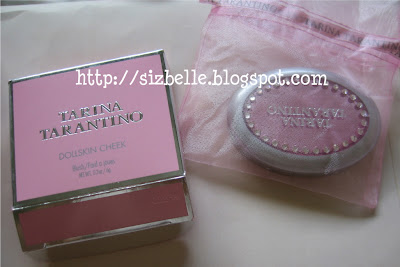 http://sizbelle.blogspot.com
TARINA
TARANTINO
DOLLSKIN CHEEK
TARINA
TARANTINO